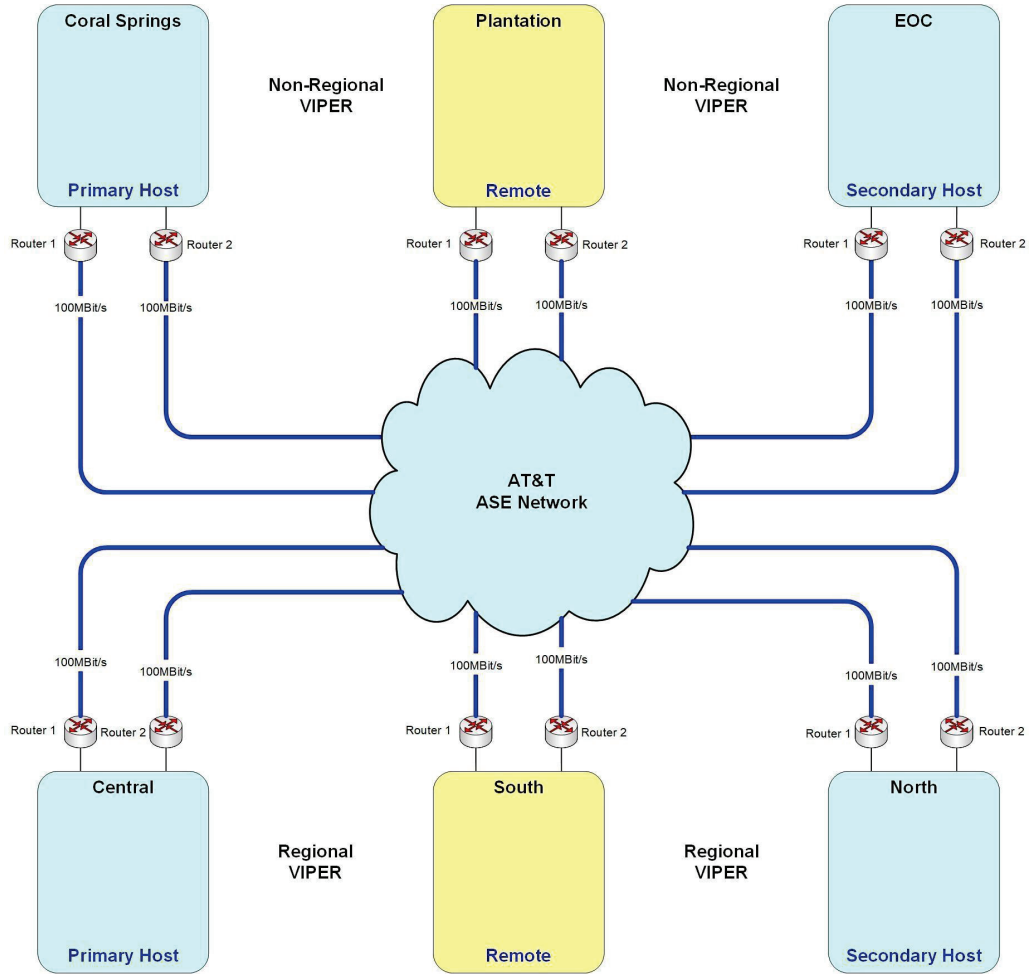 Coral Springs
Plantation
EOC
Non-Regional
VIPER
Non-Regional
VIPER
Primary Host
Remote
Secondary Host
Router 1
Router 2
Router 1
Router 2
Router 1
Router 2
100MBit/s
100MBit/s
100MBit/s
100MBit/s
100MBit/s
100MBit/s
AT&T
ASE Network
100MBit/s
100MBit/s
100MBit/s
100MBit/s
100MBit/s
100MBit/s
Router 1
Router 2
Router 1
Router 2
Router 1
Router 2
Central
South
North
Regional
VIPER
Regional
VIPER
Primary Host
Remote
Secondary Host